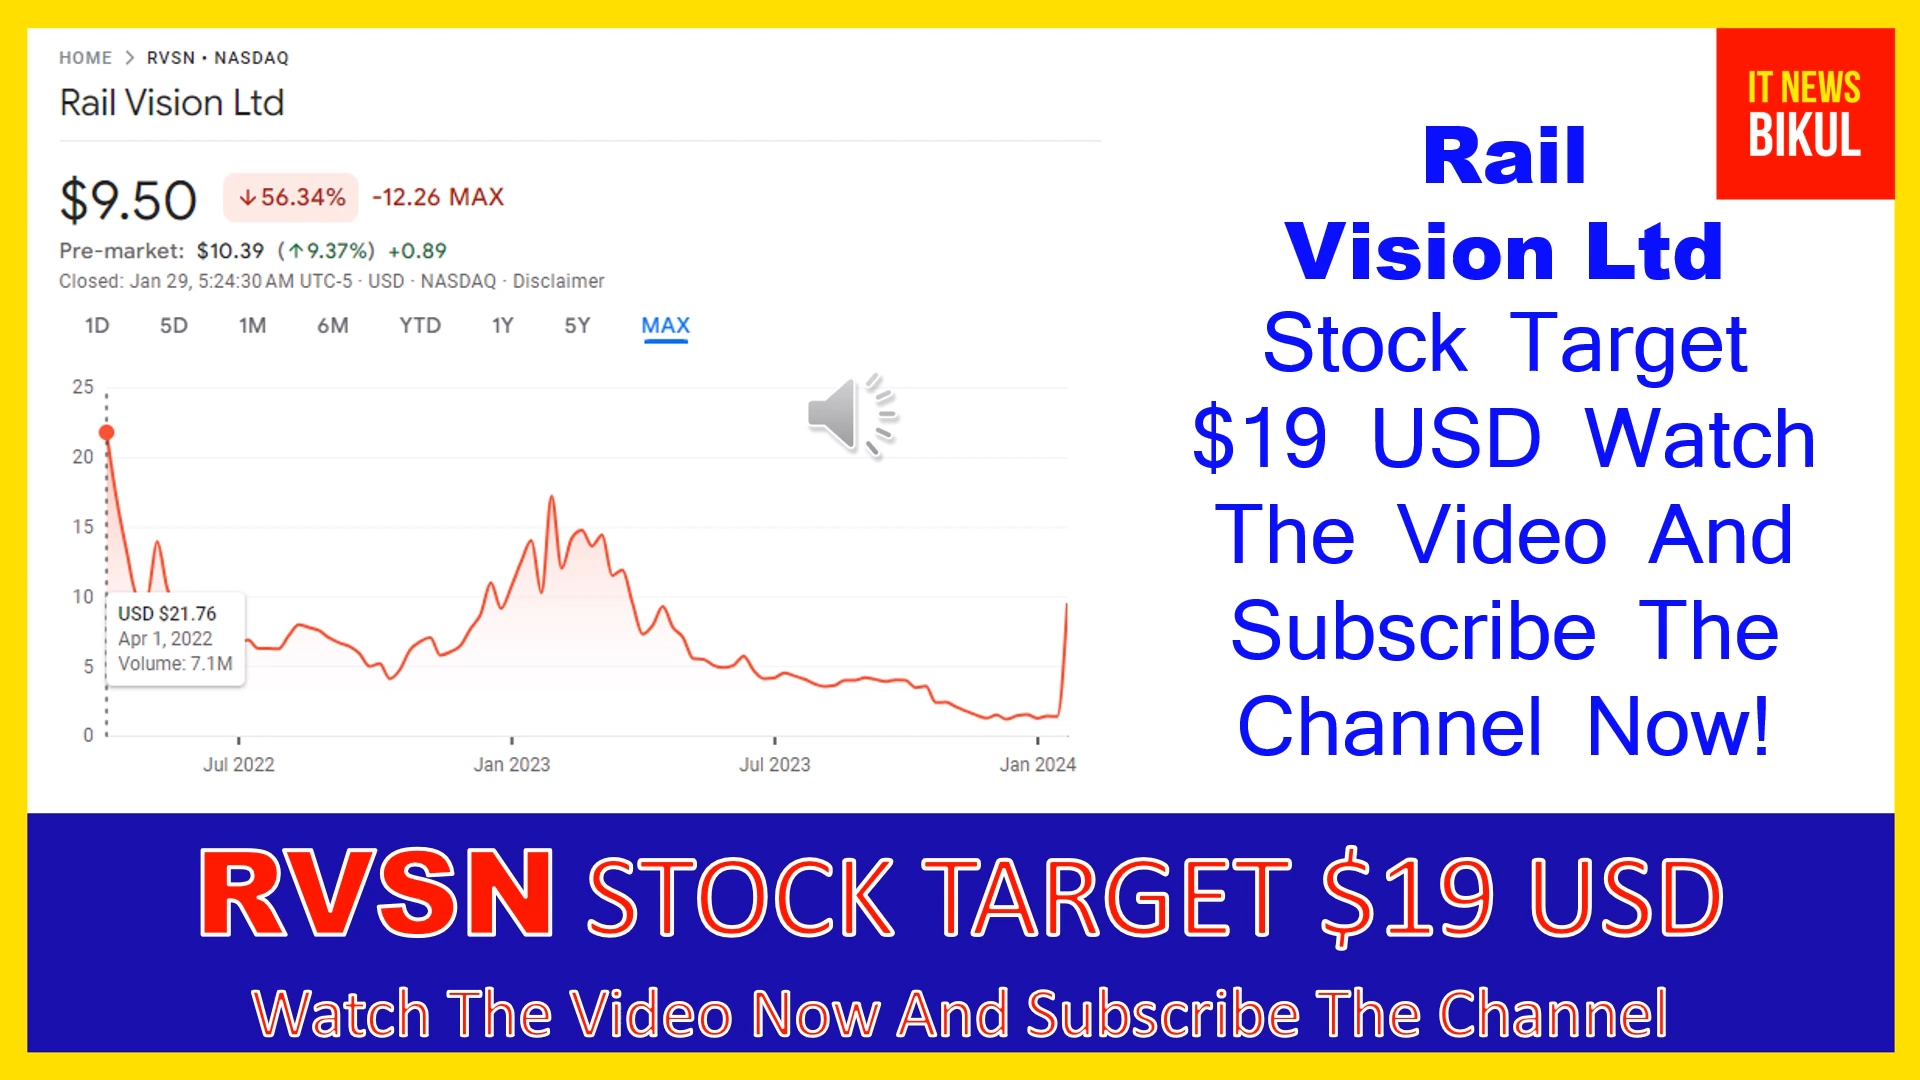 HOME > RVSN • NASDAQ
Rail Vision Ltd
$9.50 ↓56.34% -12.26 MAX
Pre-market: $10.39 (↑9.37%) +0.89
Closed: Jan 29, 5:24:30 AM UTC-5 · USD · NASDAQ · Disclaimer
1D 5D 1M 6M YTD 1Y 5Y MAX
25
20
15
10
5
0
USD $21.76
Apr 1, 2022
Volume: 7.1M
Jul 2022 Jan 2023 Jul 2023 Jan 2024
IT NEWS
BIKUL
Rail
Vision Ltd
Stock Target
$19 USD Watch
The Video And
Subscribe The
Channel Now!
RVSN STOCK TARGET $19 USD
Watch The Video Now And Subscribe The Channel